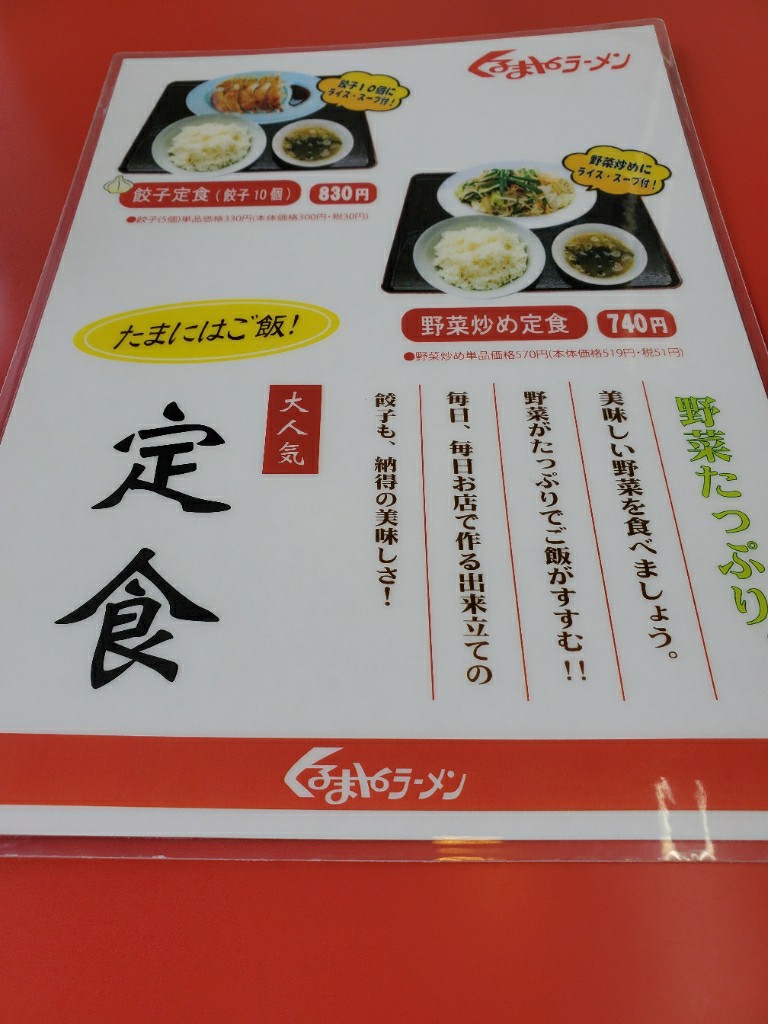 くるまやラーメン
餃子10個に
ライス・スープ付!
餃子定食(餃子10個) 830円
●餃子(5個)単品価格330円(本体価格300円・税30円)
野菜炒めに
ライス・スープ付!
野菜炒め定食 740円
●野菜炒め単品価格570円(本体価格519円・税51円)
たまにはご飯!
野菜たっぷり
美味しい野菜を食べましょう。
野菜がたっぷりでご飯がすすむ!!
毎日、毎日お店で作る出来立ての
餃子も、納得の美味しさ!
大人気
定食
くるまやラーメン